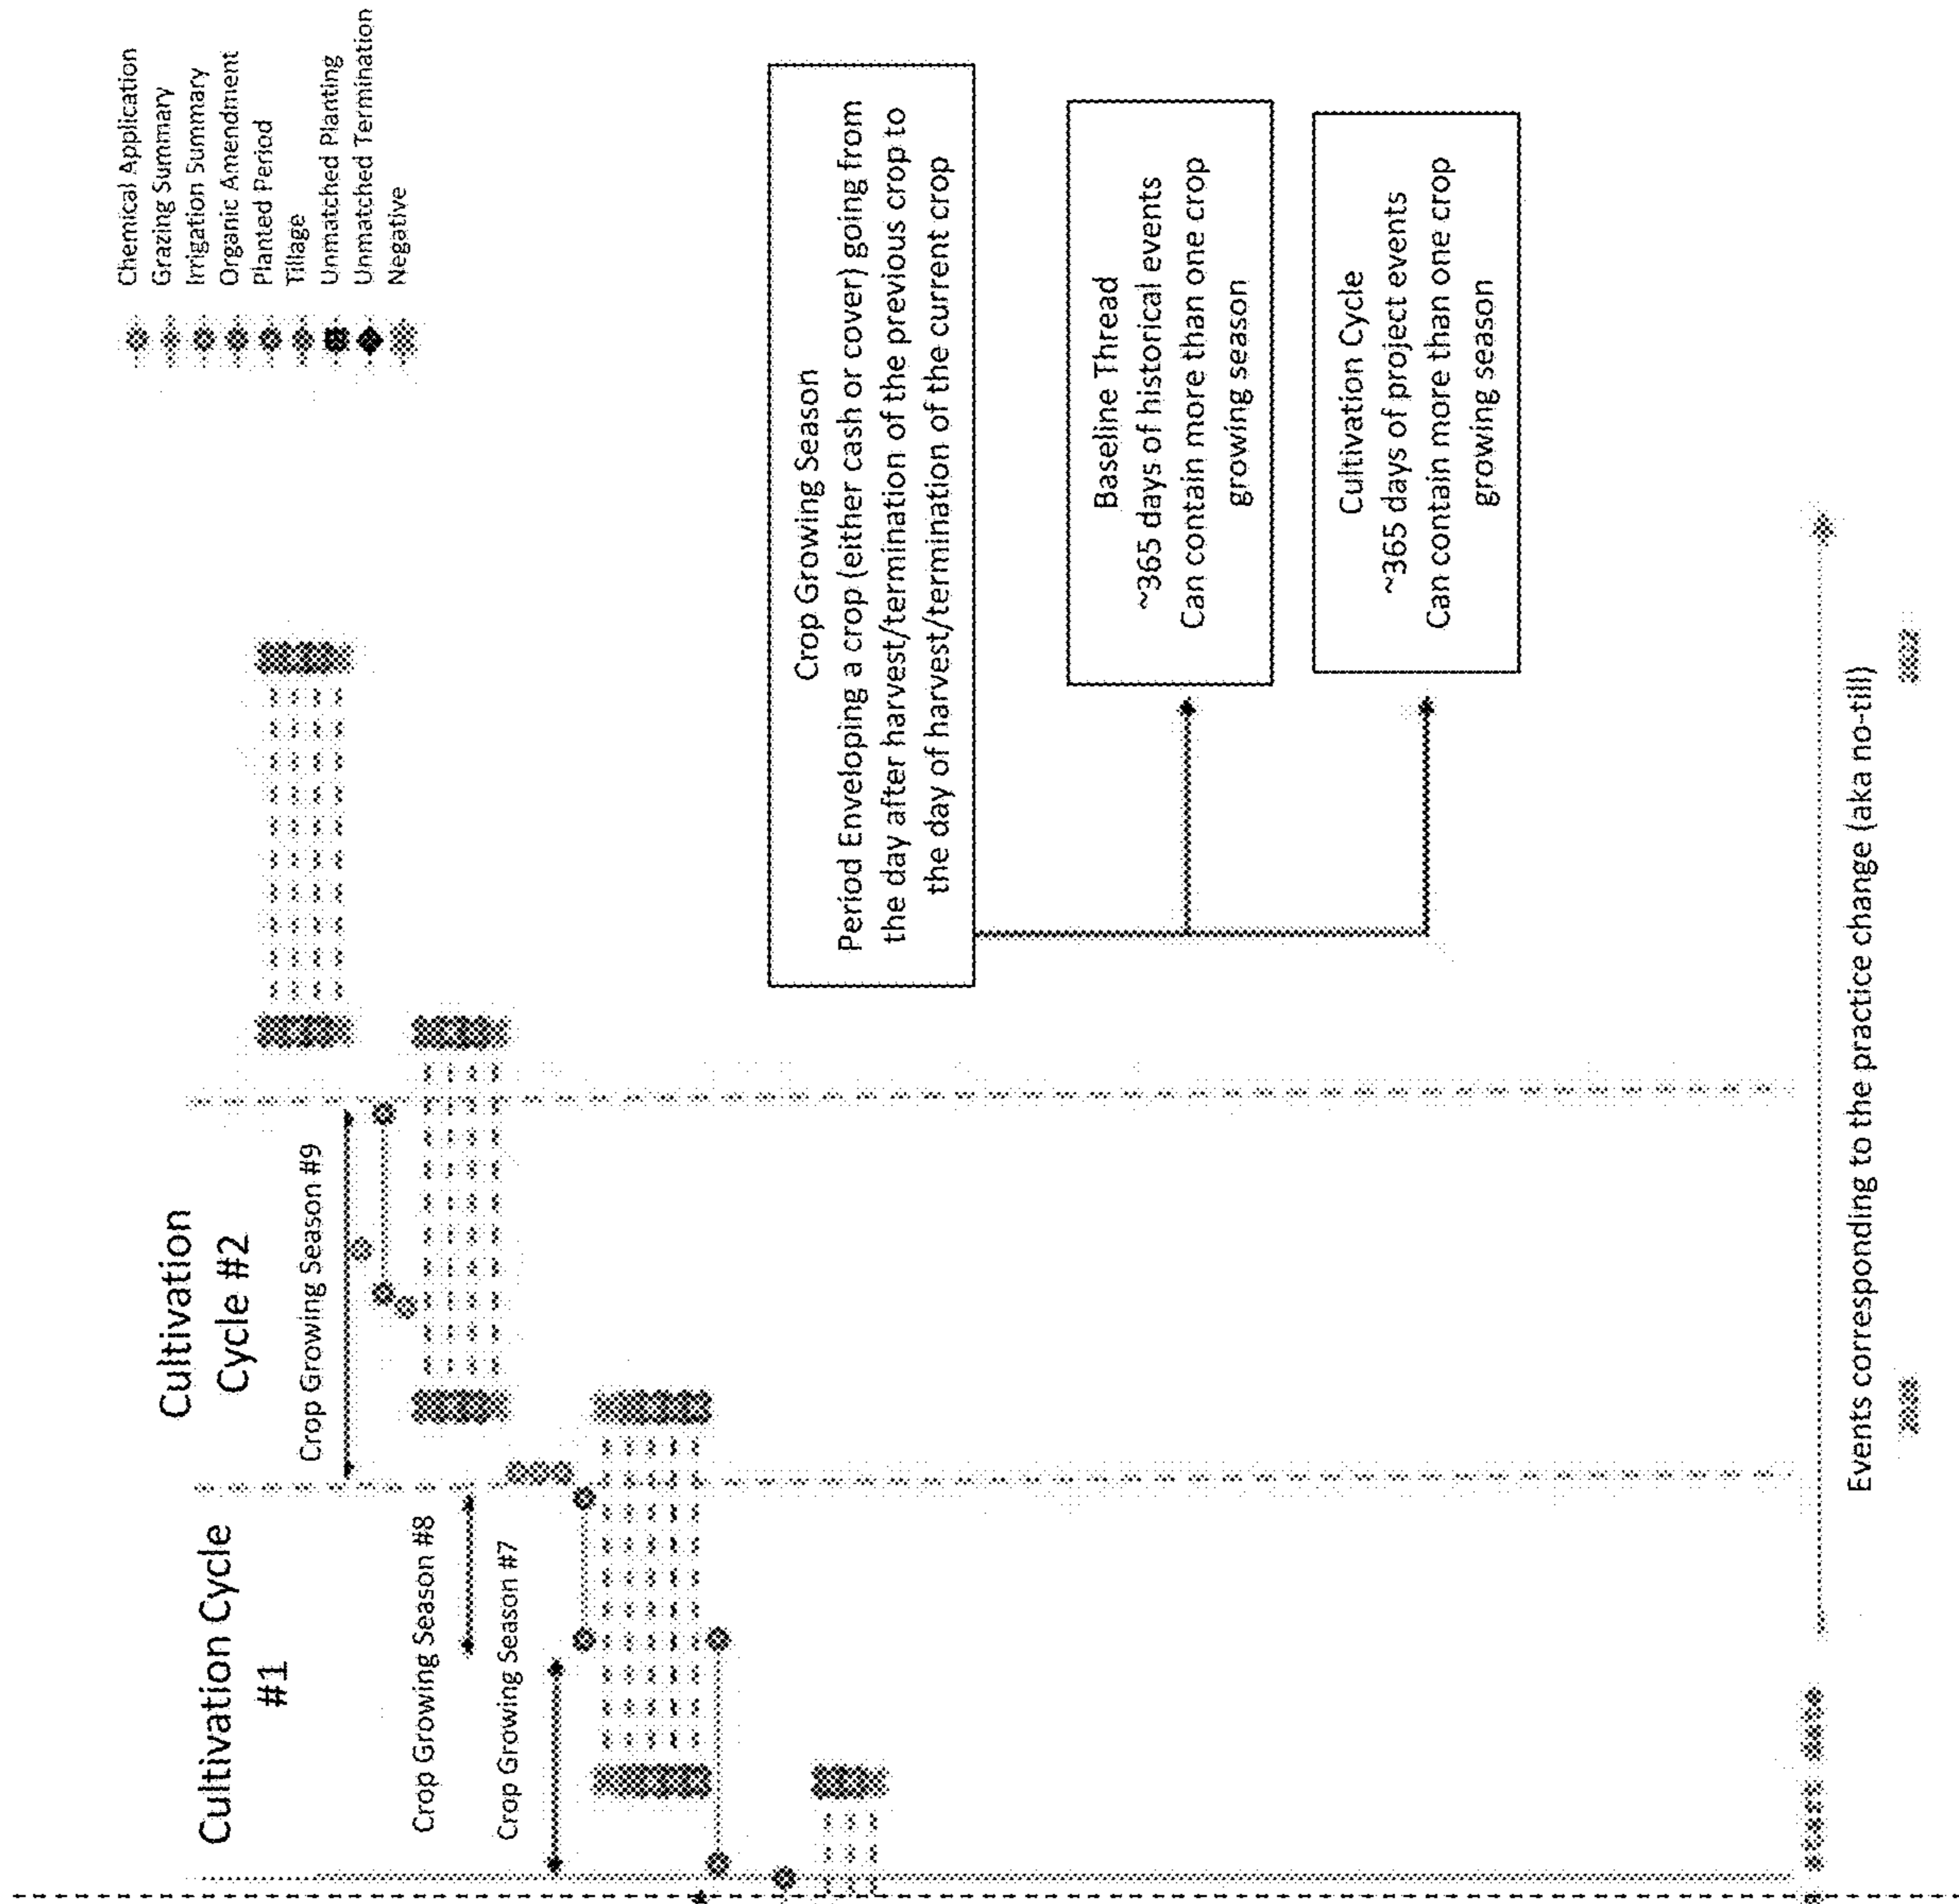 Cultivation Cycle
#1
Crop Growing Season #8
Crop Growing Season #7
Cultivation
Cycle #2
Crop Growing Season #9
Chemical Application
Grazing Summary
Irrigation Summary
Organic Amendment
Planted Period
Tillage
Unmatched Planting
Unmatched Termination
Negative
Crop Growing Season
Period Enveloping a crop (either cash or cover) going from
the day after harvest/termination of the previous crop to
the day of harvest/termination of the current crop
Baseline Thread
~365 days of historical events
Can contain more than one crop
growing season
Cultivation Cycle
~365 days of project events
Can contain more than one crop
growing season
Events corresponding to the practice change (aka no-till)